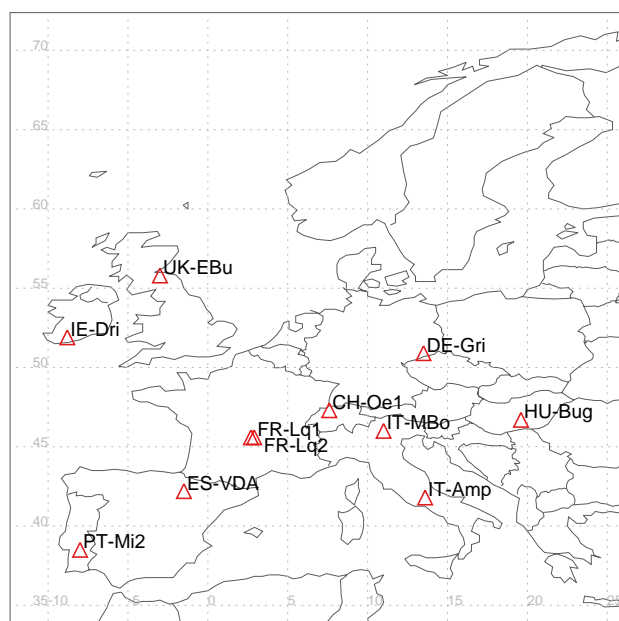 70
65
60
UK-EBu
55
IE-Dri
DE-Gri
50
CH-Oe1
HU-Bug
FR-Lq1
IT-MBo
FR-Lq2
45
ES-VDA
IT-Amp
40
PT-Mi2
35-10 -5 0 5 10 15 20 25